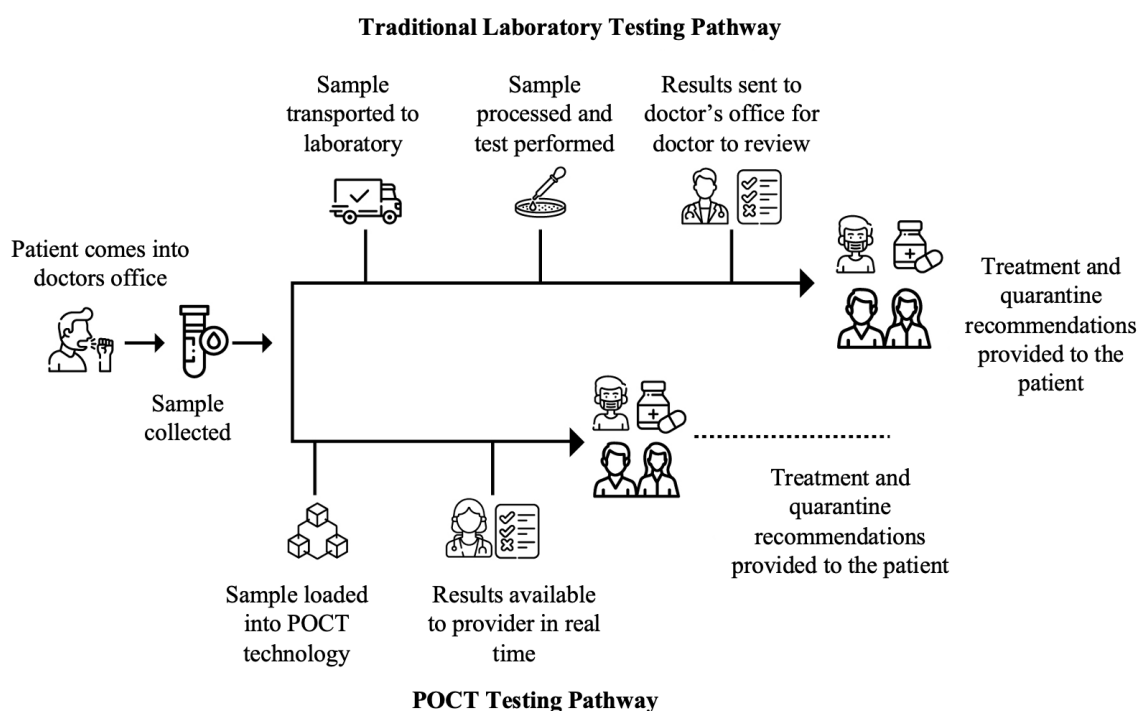 Traditional Laboratory Testing Pathway
Sample
transported to
laboratory
Sample
processed and
test performed
Results sent to
doctor's office for
doctor to review
Patient comes into
doctors office
Sample
collected
Treatment and
quarantine
recommendations
provided to the
patient
Treatment and
quarantine
recommendations
provided to the patient
Sample loaded
into POCT
technology
Results available
to provider in real
time
POCT Testing Pathway